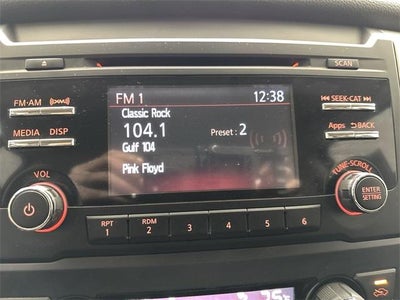 SCAN
FM·AM
SEEK·CAT
FM 1
12:38
Classic Rock
104.1
Preset : 2
Gulf 104
Pink Floyd
MEDIA
DISP
Apps
BACK
VOL
TUNE·SCROLL
ENTER
SETTING
RPT
1
RDM
2
3
4
5
6
75